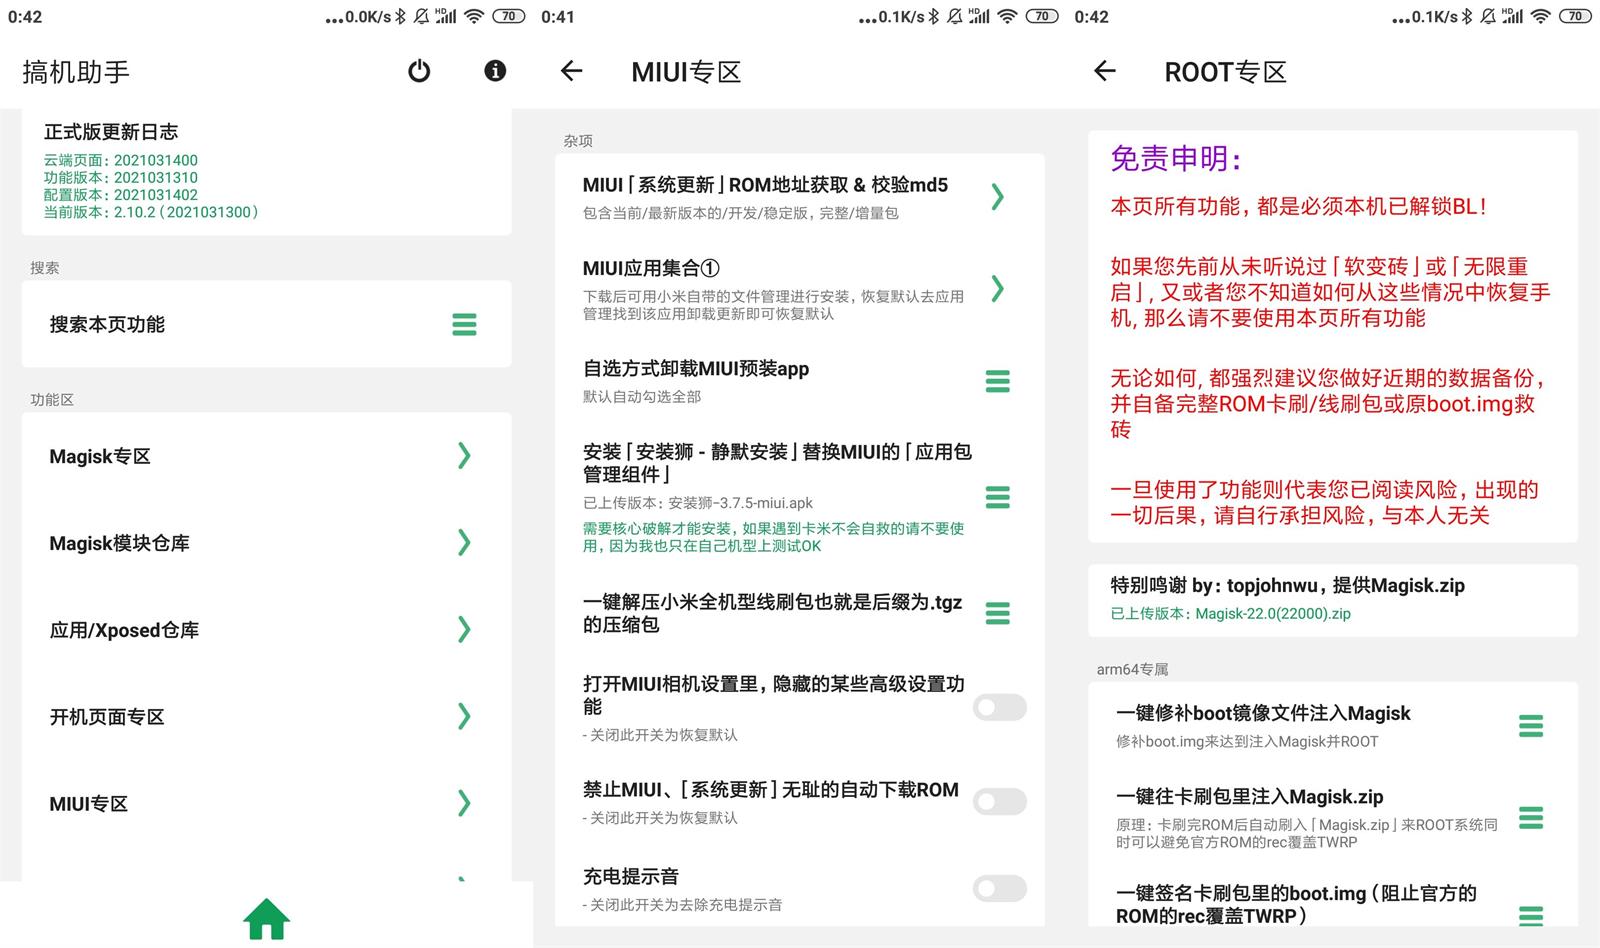 0:42
...0.0K/s
HD
70
搞机助手
正式版更新日志
云端页面：2021031400
功能版本：2021031310
配置版本：2021031402
当前版本：2.10.2（2021031300）
搜索
搜索本页功能
功能区
Magisk专区
Magisk模块仓库
应用/Xposed仓库
开机页面专区
MIUI专区
0:41
...0.1K/s
HD
70
MIUI专区
杂项
MIUI「系统更新」ROM地址获取 & 校验md5
包含当前/最新版本的/开发/稳定版，完整/增量包
MIUI应用集合①
下载后可用小米自带的文件管理进行安装，恢复默认去应用
管理找到该应用卸载更新即可恢复默认
自选方式卸载MIUI预装app
默认自动勾选全部
安装「安装狮 - 静默安装」替换MIUI的「应用包
管理组件」
已上传版本：安装狮-3.7.5-miui.apk
需要核心破解才能安装，如果遇到卡米不会自救的请不要使
用，因为我也只在自己机型上测试OK
一键解压小米全机型线刷包也就是后缀为.tgz
的压缩包
打开MIUI相机设置里，隐藏的某些高级设置功
能
- 关闭此开关为恢复默认
禁止MIUI、[系统更新]无耻的自动下载ROM
- 关闭此开关为恢复默认
充电提示音
- 关闭此开关为去除充电提示音
0:42
...0.1K/s
HD
70
ROOT专区
免责申明：
本页所有功能，都是必须本机已解锁BL！
如果您先前从未听说过「软变砖」或「无限重
启」，又或者您不知道如何从这些情况中恢复手
机，那么请不要使用本页所有功能
无论如何，都强烈建议您做好近期的数据备份，
并自备完整ROM卡刷/线刷包或原boot.img救
砖
一旦使用了功能则代表您已阅读风险，出现的
一切后果，请自行承担风险，与本人无关
特别鸣谢 by：topjohnwu，提供Magisk.zip
已上传版本：Magisk-22.0(22000).zip
arm64专属
一键修补boot镜像文件注入Magisk
修补boot.img来达到注入Magisk并ROOT
一键往卡刷包里注入Magisk.zip
原理：卡刷完ROM后自动刷入「Magisk.zip」来ROOT系统同
时可以避免官方ROM的rec覆盖TWRP
一键签名卡刷包里的boot.img（阻止官方的
ROM的rec覆盖TWRP）